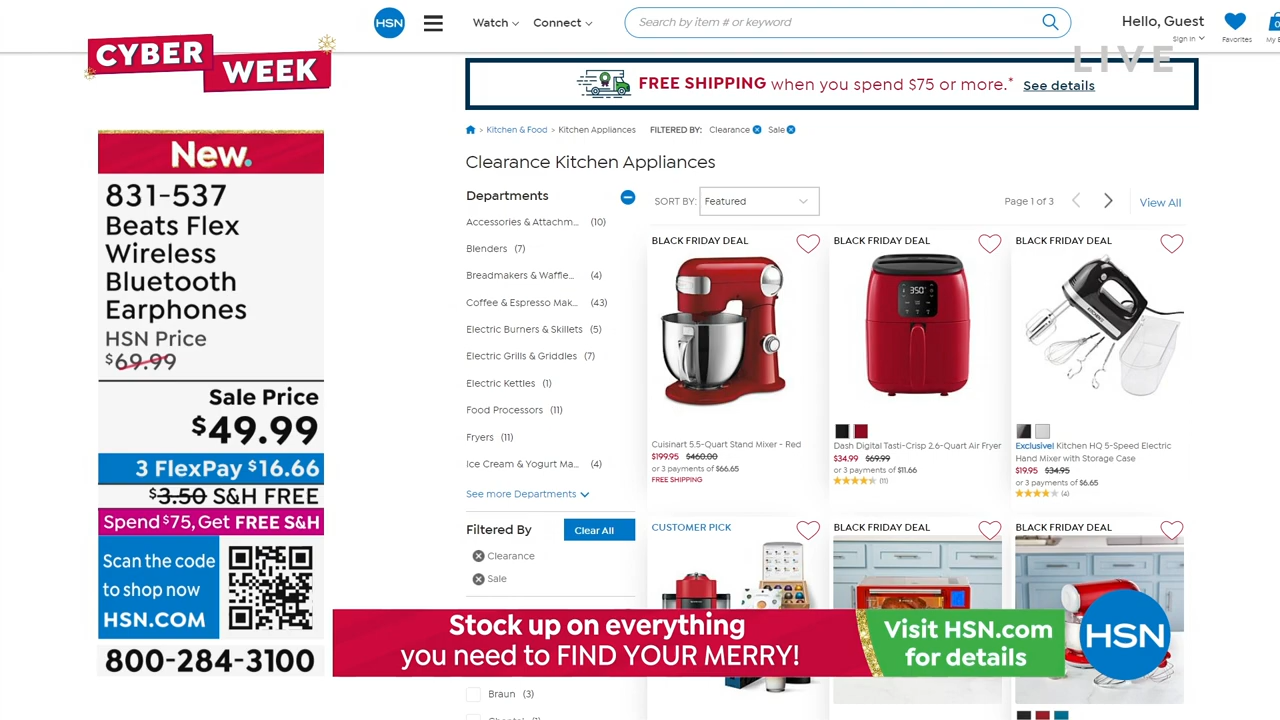 HSN
Watch
Connect
Search by item # or keyword
Hello, Guest
Sign In
Favorites
0
LIVE
CYBER
WEEK
FREE SHIPPING when you spend $75 or more.* See details
> Kitchen & Food > Kitchen Appliances FILTERED BY: Clearance Sale
Clearance Kitchen Appliances
New.
831-537
Beats Flex
Wireless
Bluetooth
Earphones
HSN Price
$69.99
Sale Price
$49.99
3 FlexPay $16.66
$3.50 S&H FREE
Spend $75, Get FREE S&H
Scan the code
to shop now
HSN.COM
800-284-3100
Departments
Accessories & Attachm... (10)
Blenders (7)
Breadmakers & Waffle... (4)
Coffee & Espresso Mak... (43)
Electric Burners & Skillets (5)
Electric Grills & Griddles (7)
Electric Kettles (1)
Food Processors (11)
Fryers (11)
Ice Cream & Yogurt Ma... (4)
See more Departments
Filtered By
Clear All
Clearance
Sale
Braun (3)
SORT BY: Featured
Page 1 of 3
View All
BLACK FRIDAY DEAL
Cuisinart 5.5-Quart Stand Mixer - Red
$199.95 $460.00
or 3 payments of $66.65
FREE SHIPPING
BLACK FRIDAY DEAL
350°
Dash Digital Tasti-Crisp 2.6-Quart Air Fryer
$34.99 $69.99
or 3 payments of $11.66
(11)
BLACK FRIDAY DEAL
Exclusive! Kitchen HQ 5-Speed Electric
Hand Mixer with Storage Case
$19.95 $34.95
or 3 payments of $6.65
(4)
CUSTOMER PICK
BLACK FRIDAY DEAL
BLACK FRIDAY DEAL
Stock up on everything
you need to FIND YOUR MERRY!
Visit HSN.com
for details
HSN